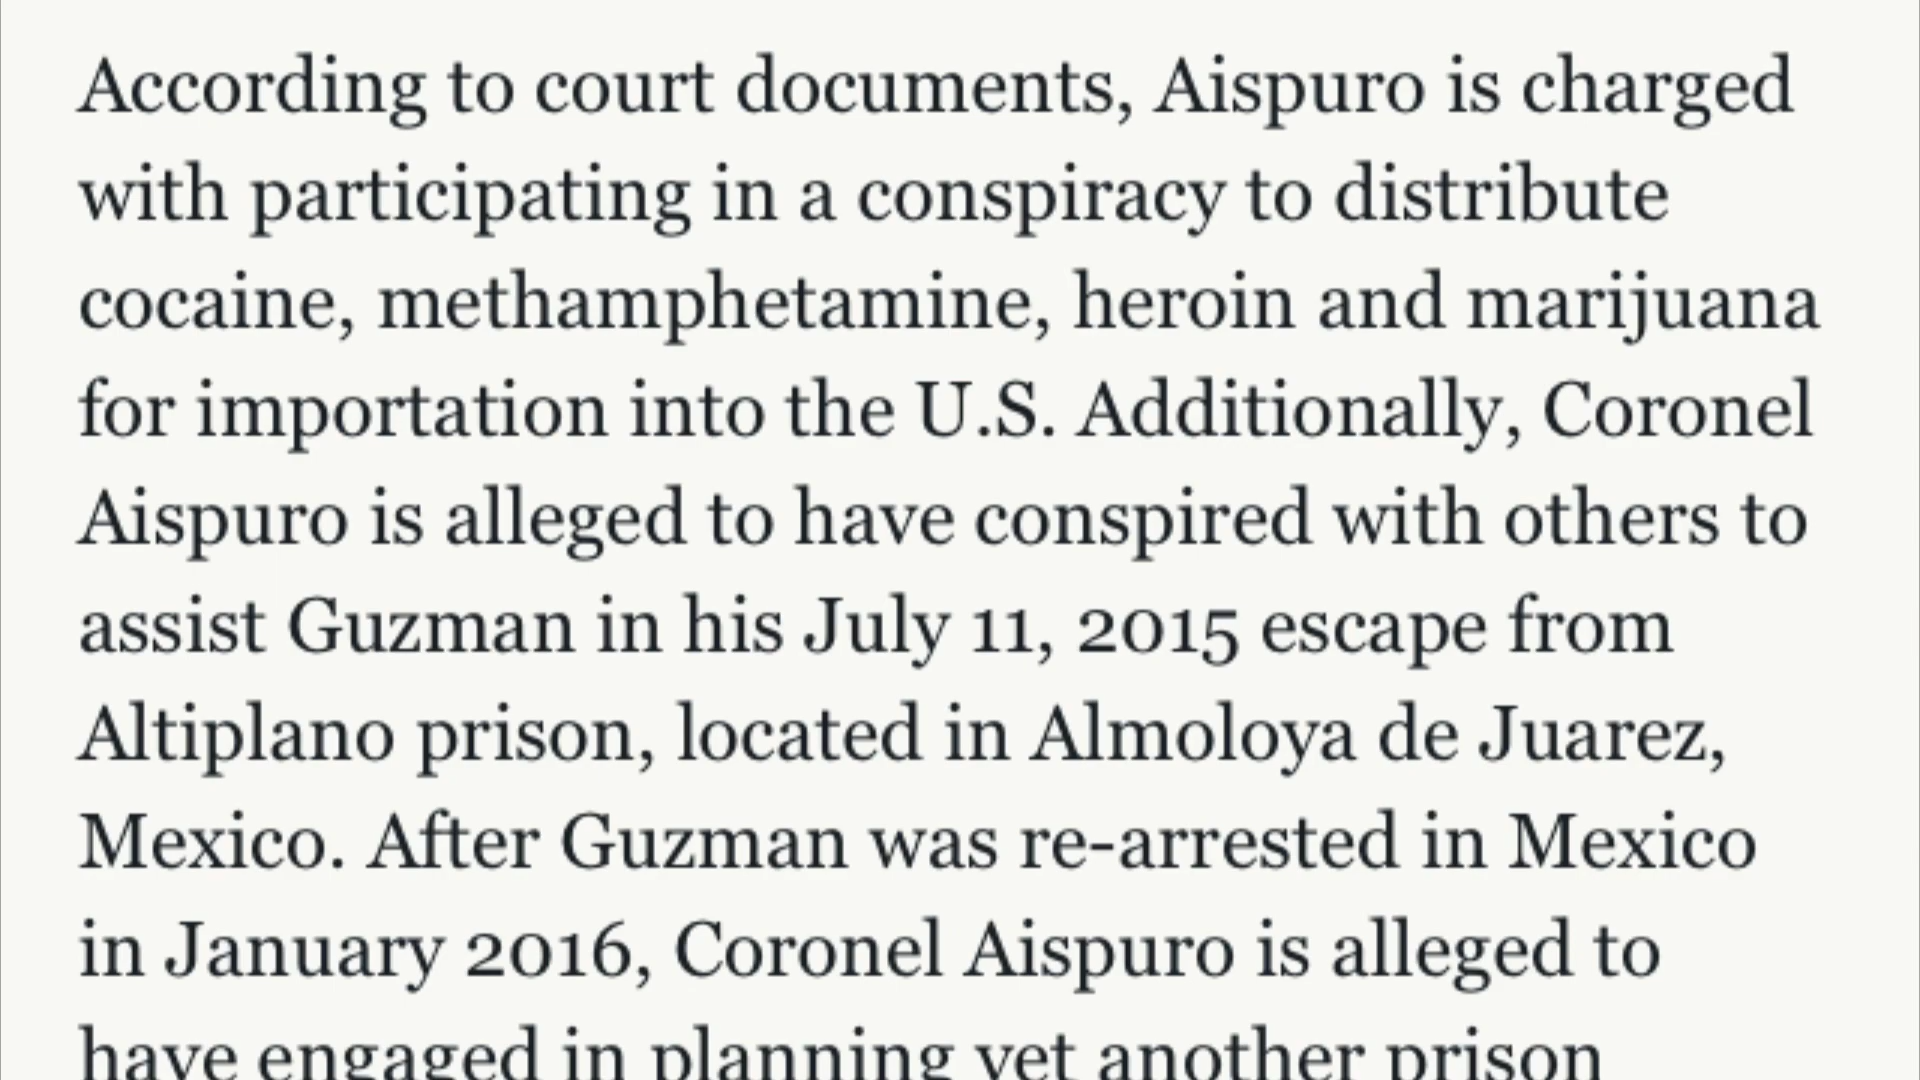 According to court documents, Aispuro is charged
with participating in a conspiracy to distribute
cocaine, methamphetamine, heroin and marijuana
for importation into the U.S. Additionally, Coronel
Aispuro is alleged to have conspired with others to
assist Guzman in his July 11, 2015 escape from
Altiplano prison, located in Almoloya de Juarez,
Mexico. After Guzman was re-arrested in Mexico
in January 2016, Coronel Aispuro is alleged to
have engaged in planning yet another prison